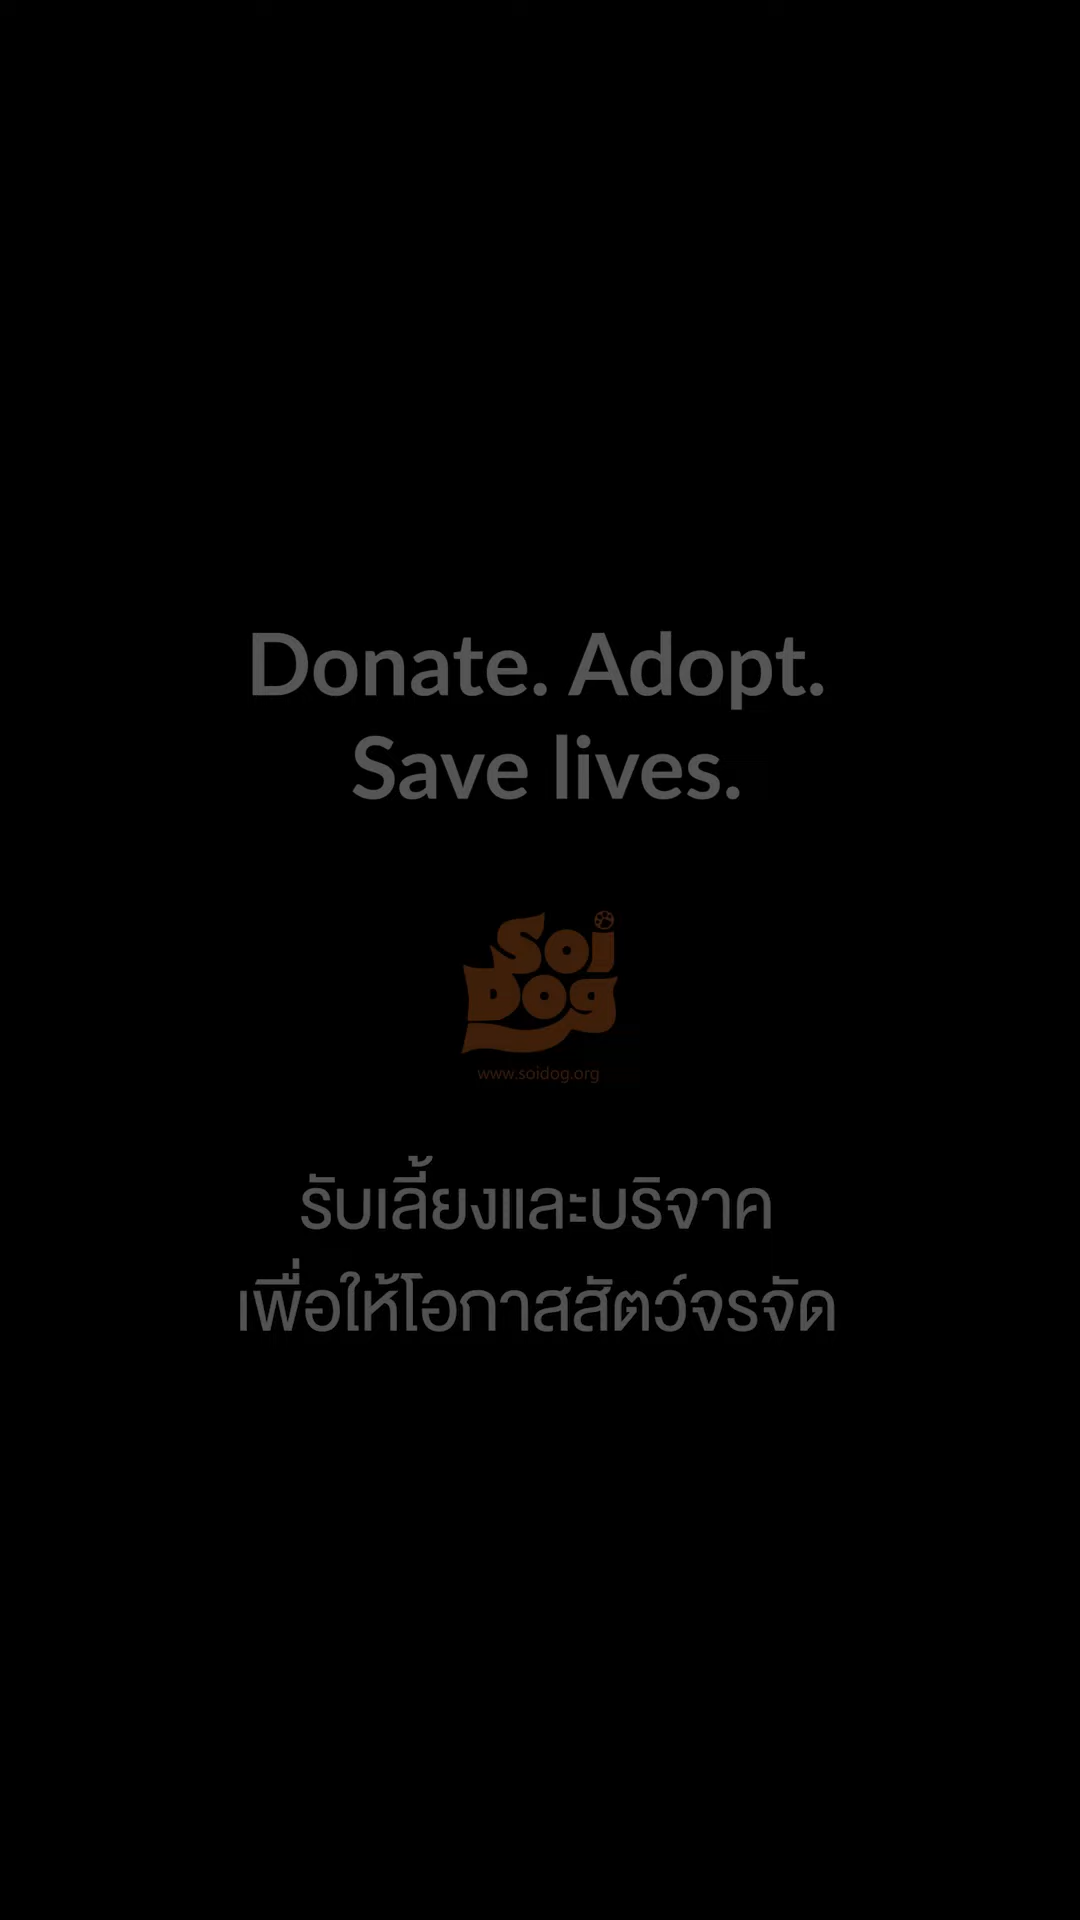 Donate. Adopt.
Save lives.
Soi
Dog
www.soidog.org
รับเลี้ยงและบริจาค
เพื่อให้โอกาสสัตว์จรจัด